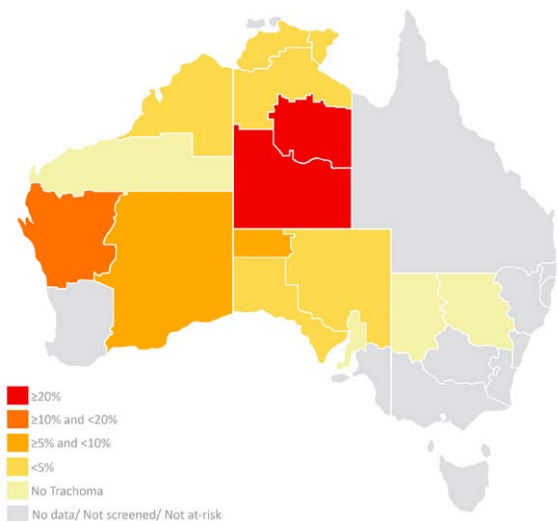 ≥20%
≥10% and <20%
≥5% and <10%
<5%
No Trachoma
No data/ Not screened/ Not at-risk